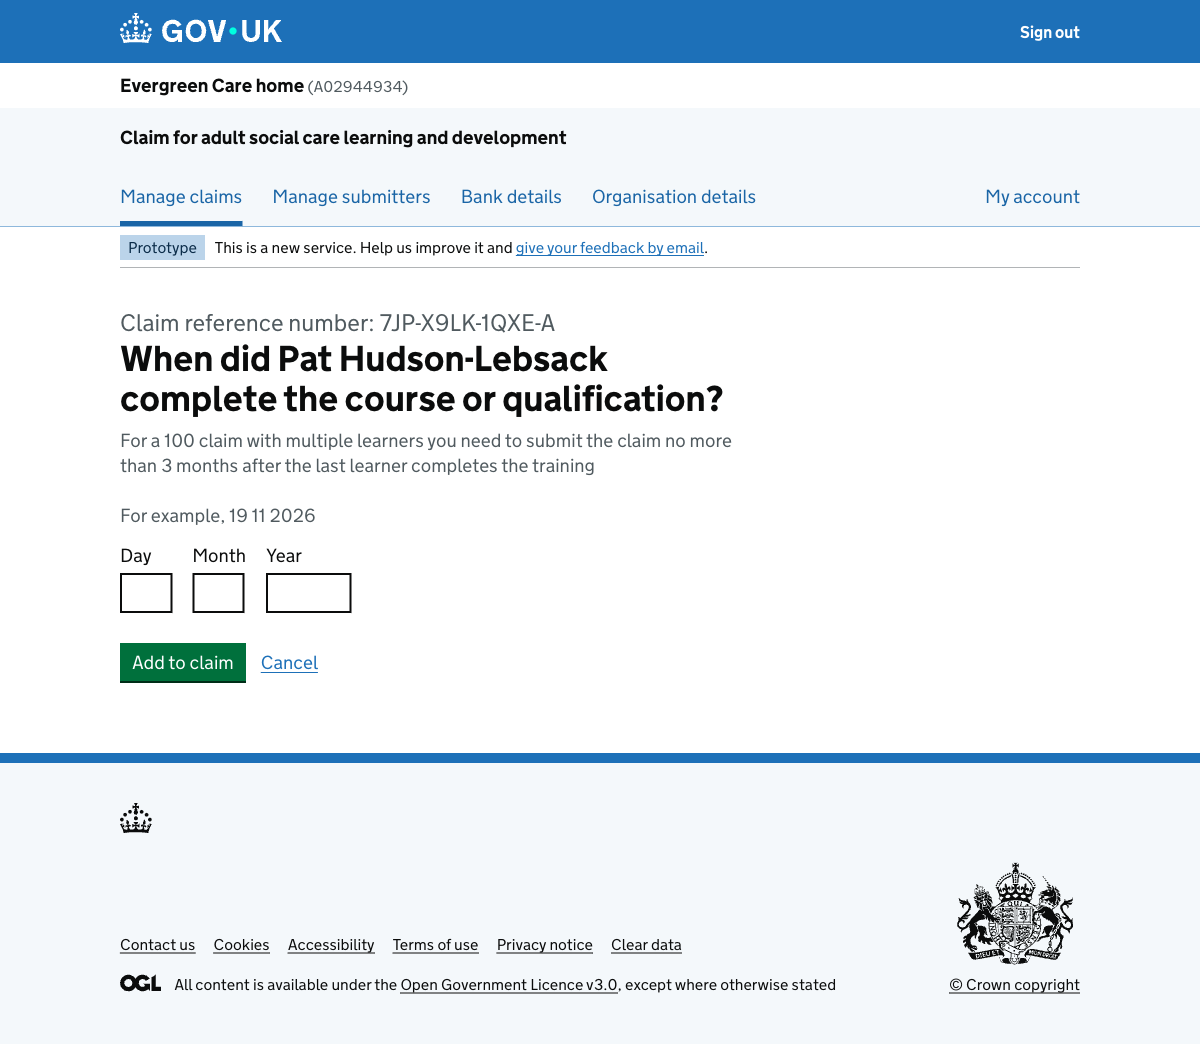 GOV·UK
Sign out
Evergreen Care home (A02944934)
Claim for adult social care learning and development
Manage claims Manage submitters Bank details Organisation details My account
Prototype This is a new service. Help us improve it and give your feedback by email.
Claim reference number: 7JP-X9LK-1QXE-A
When did Pat Hudson-Lebsack
complete the course or qualification?
For a 100 claim with multiple learners you need to submit the claim no more
than 3 months after the last learner completes the training
For example, 19 11 2026
Day Month Year
Add to claim Cancel
Contact us Cookies Accessibility Terms of use Privacy notice Clear data
OGL All content is available under the Open Government Licence v3.0, except where otherwise stated
© Crown copyright